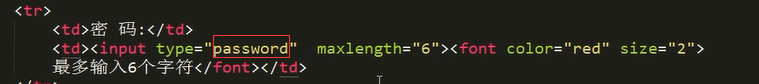 <tr>
<td>密 码:</td>
<td><input type="password"  maxlength="6"><font color="red" size="2">
最多输入6个字符</font></td>
</tr>